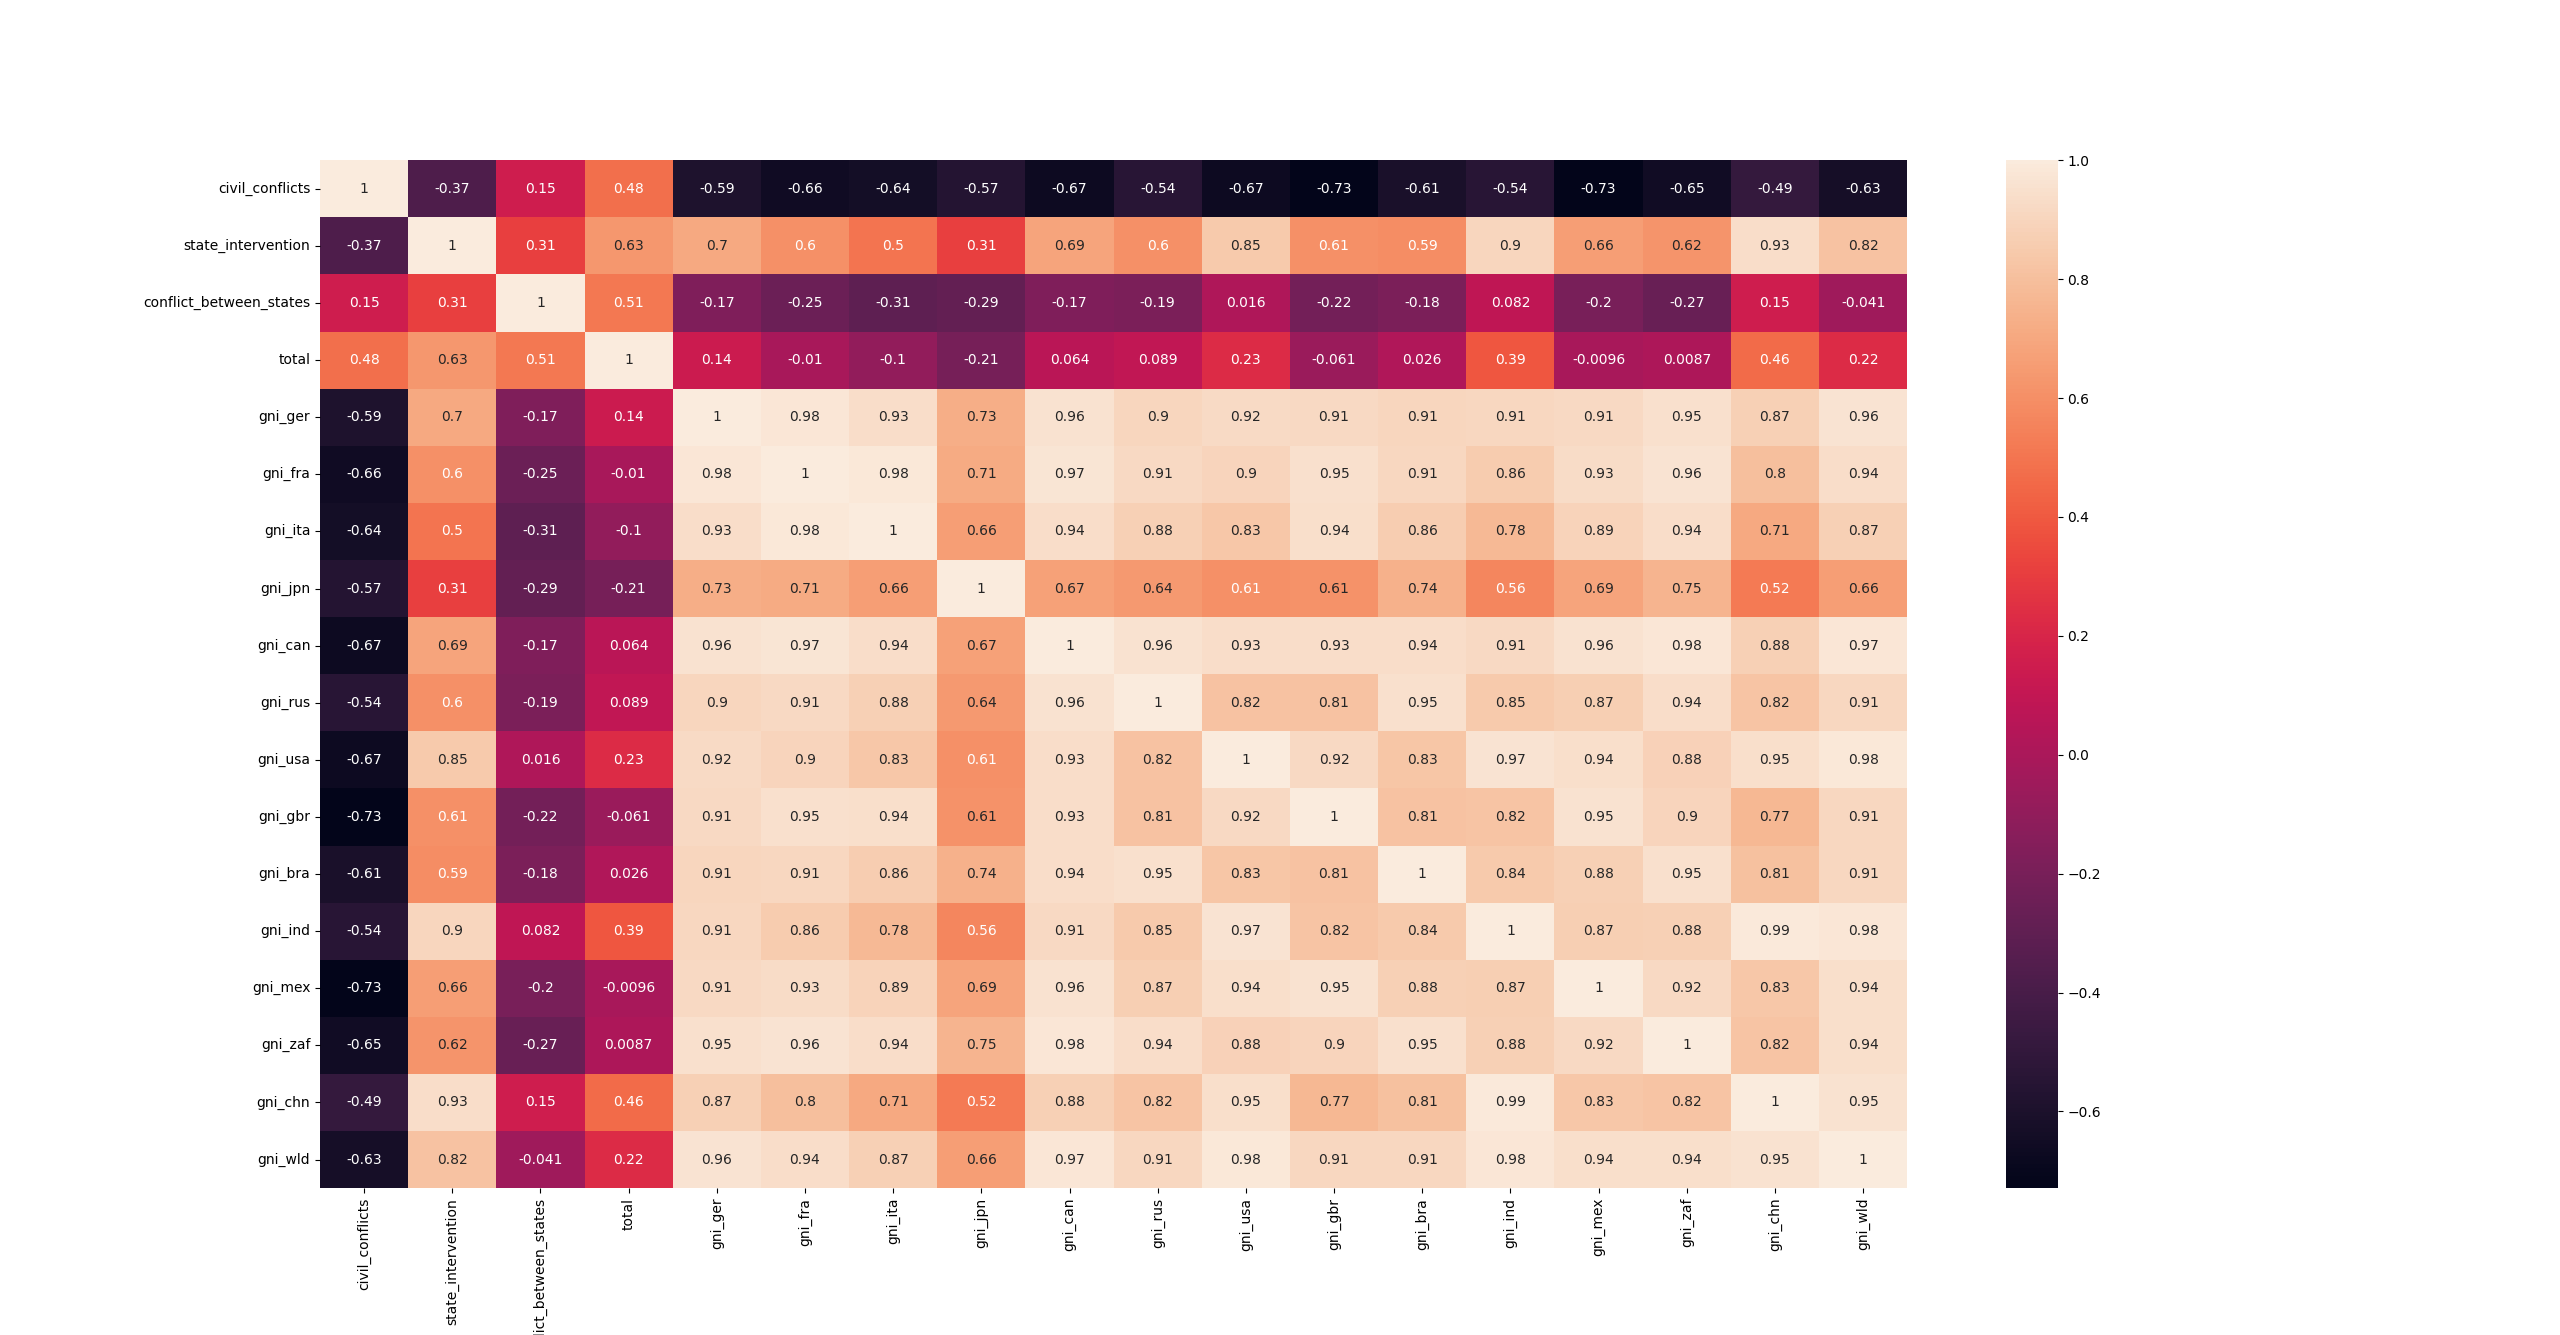 civil_conflicts 1 -0.37 0.15 0.48 -0.59 -0.66 -0.64 -0.57 -0.67 -0.54 -0.67 -0.73 -0.61 -0.54 -0.73 -0.65 -0.49 -0.63
state_intervention -0.37 1 0.31 0.63 0.7 0.6 0.5 0.31 0.69 0.6 0.85 0.61 0.59 0.9 0.66 0.62 0.93 0.82
conflict_between_states 0.15 0.31 1 0.51 -0.17 -0.25 -0.31 -0.29 -0.17 -0.19 0.016 -0.22 -0.18 0.082 -0.2 -0.27 0.15 -0.041
total 0.48 0.63 0.51 1 0.14 -0.01 -0.1 -0.21 0.064 0.089 0.23 -0.061 0.026 0.39 -0.0096 0.0087 0.46 0.22
gni_ger -0.59 0.7 -0.17 0.14 1 0.98 0.93 0.73 0.96 0.9 0.92 0.91 0.91 0.91 0.91 0.95 0.87 0.96
gni_fra -0.66 0.6 -0.25 -0.01 0.98 1 0.98 0.71 0.97 0.91 0.9 0.95 0.91 0.86 0.93 0.96 0.8 0.94
gni_ita -0.64 0.5 -0.31 -0.1 0.93 0.98 1 0.66 0.94 0.88 0.83 0.94 0.86 0.78 0.89 0.94 0.71 0.87
gni_jpn -0.57 0.31 -0.29 -0.21 0.73 0.71 0.66 1 0.67 0.64 0.61 0.61 0.74 0.56 0.69 0.75 0.52 0.66
gni_can -0.67 0.69 -0.17 0.064 0.96 0.97 0.94 0.67 1 0.96 0.93 0.93 0.94 0.91 0.96 0.98 0.88 0.97
gni_rus -0.54 0.6 -0.19 0.089 0.9 0.91 0.88 0.64 0.96 1 0.82 0.81 0.95 0.85 0.87 0.94 0.82 0.91
gni_usa -0.67 0.85 0.016 0.23 0.92 0.9 0.83 0.61 0.93 0.82 1 0.92 0.83 0.97 0.94 0.88 0.95 0.98
gni_gbr -0.73 0.61 -0.22 -0.061 0.91 0.95 0.94 0.61 0.93 0.81 0.92 1 0.81 0.82 0.95 0.9 0.77 0.91
gni_bra -0.61 0.59 -0.18 0.026 0.91 0.91 0.86 0.74 0.94 0.95 0.83 0.81 1 0.84 0.88 0.95 0.81 0.91
gni_ind -0.54 0.9 0.082 0.39 0.91 0.86 0.78 0.56 0.91 0.85 0.97 0.82 0.84 1 0.87 0.88 0.99 0.98
gni_mex -0.73 0.66 -0.2 -0.0096 0.91 0.93 0.89 0.69 0.96 0.87 0.94 0.95 0.88 0.87 1 0.92 0.83 0.94
gni_zaf -0.65 0.62 -0.27 0.0087 0.95 0.96 0.94 0.75 0.98 0.94 0.88 0.9 0.95 0.88 0.92 1 0.82 0.94
gni_chn -0.49 0.93 0.15 0.46 0.87 0.8 0.71 0.52 0.88 0.82 0.95 0.77 0.81 0.99 0.83 0.82 1 0.95
gni_wld -0.63 0.82 -0.041 0.22 0.96 0.94 0.87 0.66 0.97 0.91 0.98 0.91 0.91 0.98 0.94 0.94 0.95 1
civil_conflicts
state_intervention
lict_between_states
total
gni_ger
gni_fra
gni_ita
gni_jpn
gni_can
gni_rus
gni_usa
gni_gbr
gni_bra
gni_ind
gni_mex
gni_zaf
gni_chn
gni_wld
1.0
0.8
0.6
0.4
0.2
0.0
−0.2
−0.4
−0.6